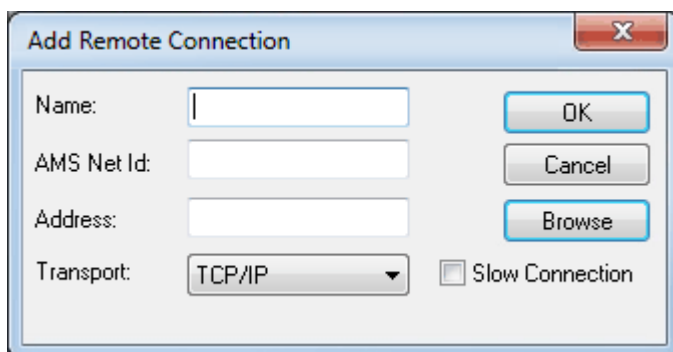 Add Remote Connection
Name:
OK
AMS Net Id:
Cancel
Address:
Browse
Transport:
TCP/IP
Slow Connection